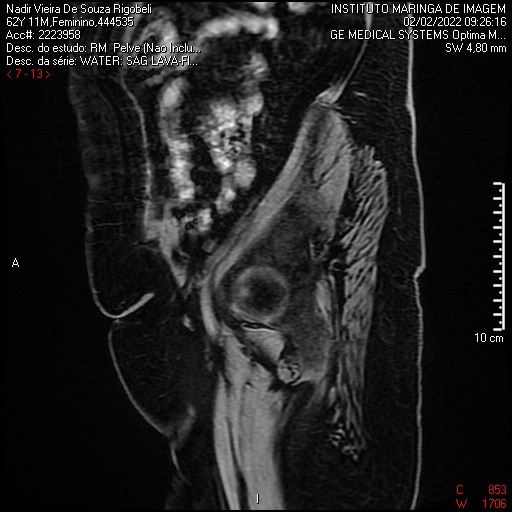 Nadir Vieira De Souza Rigobeli
62Y 11M,Feminino,444535
Acc#: 2223958
Desc. do estudo: RM  Pelve (Nao Inclu...
Desc. da série: WATER: SAG LAVA-Fl...
< 7 - 13 >
INSTITUTO MARINGA DE IMAGEM
02/02/2022 09:26:16
GE MEDICAL SYSTEMS Optima M...
SW 4,80 mm
A
10 cm
I
C 853
W 1706